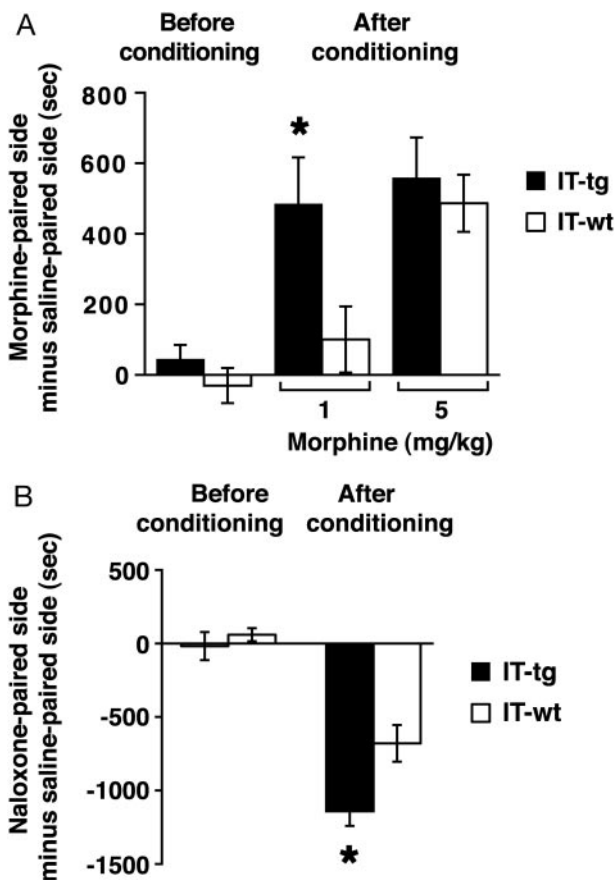 A
Before
conditioning
After
conditioning
Morphine-paired side
minus saline-paired side (sec)
800
600
400
200
0
*
IT-tg
IT-wt
1
5
Morphine (mg/kg)
B
Before
conditioning
After
conditioning
Naloxone-paired side
minus saline-paired side (sec)
500
0
-500
-1000
-1500
*
IT-tg
IT-wt